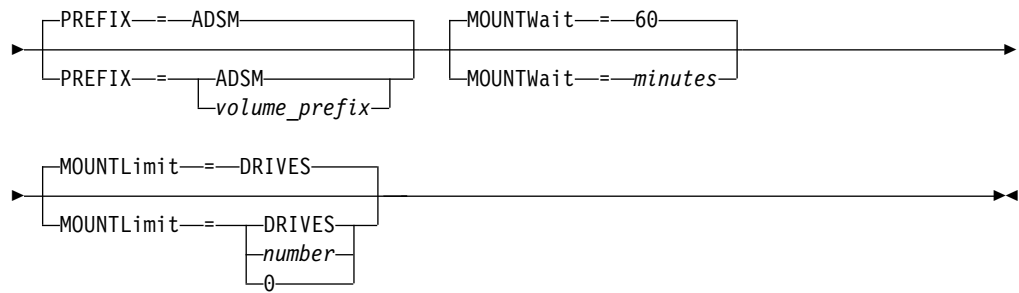 PREFIX = ADSM MOUNTWait = 60
PREFIX = ADSM MOUNTWait = minutes
volume_prefix
MOUNTLimit = DRIVES
MOUNTLimit = DRIVES
number
0